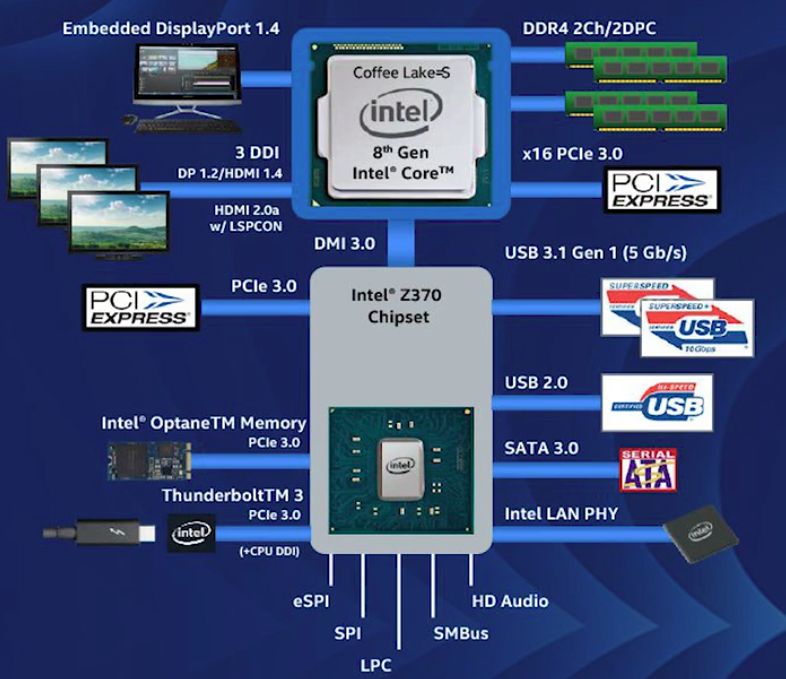 Embedded DisplayPort 1.4
DDR4 2Ch/2DPC
Coffee Lake=S
intel
8th Gen
Intel® Core™
3 DDI
DP 1.2/HDMI 1.4
HDMI 2.0a
w/ LSPCON
x16 PCIe 3.0
PCI
EXPRESS®
DMI 3.0
USB 3.1 Gen 1 (5 Gb/s)
PCIe 3.0
PCI
EXPRESS®
Intel® Z370
Chipset
SUPERSPEED
SUPERSPEED+
CERTIFIED USB
10Gbps
USB 2.0
HI-SPEED
CERTIFIED USB
Intel® OptaneTM Memory
PCIe 3.0
intel
SATA 3.0
SERIAL
ATA
ThunderboltTM 3
PCIe 3.0
intel
(+CPU DDI)
Intel LAN PHY
intel
eSPI
SPI
LPC
SMBus
HD Audio